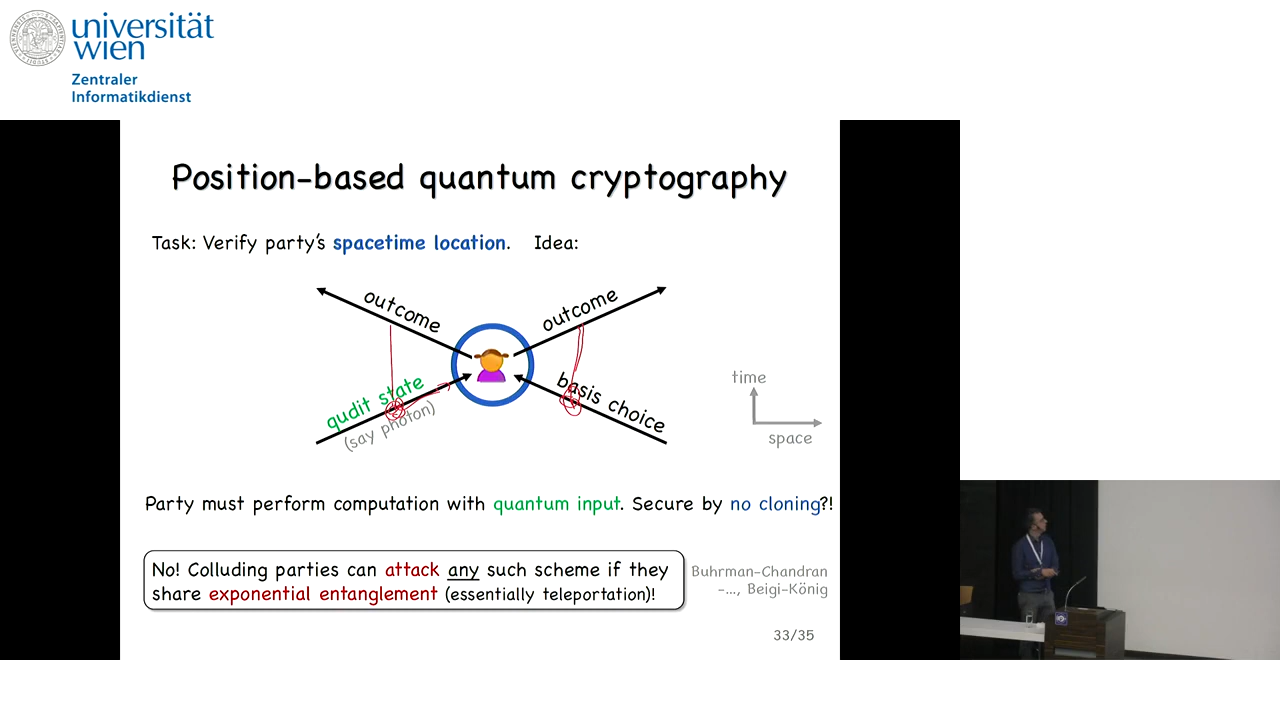 universität
wien
Zentraler
Informatikdienst
Position-based quantum cryptography
Task: Verify party's spacetime location. Idea:
outcome
outcome
qudit state
(say photon)
basis choice
time
space
Party must perform computation with quantum input. Secure by no cloning?!
No! Colluding parties can attack any such scheme if they
share exponential entanglement (essentially teleportation)!
Buhrman-Chandran
-..., Beigi-König
33/35